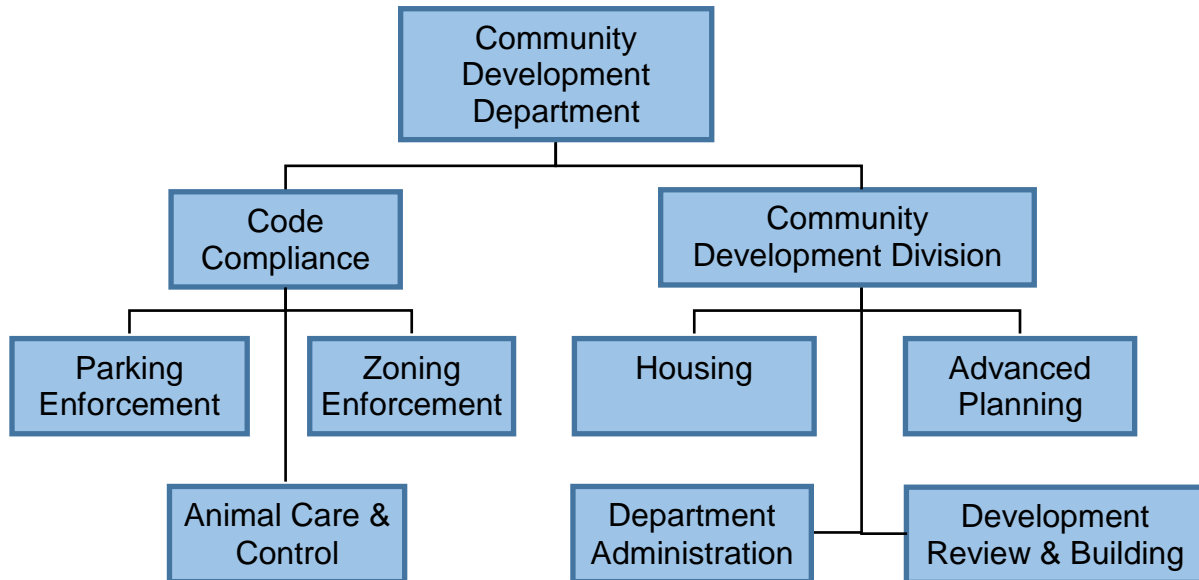 Community
Development
Department
Code
Compliance
Community
Development Division
Parking
Enforcement
Zoning
Enforcement
Housing
Advanced
Planning
Animal Care &
Control
Department
Administration
Development
Review & Building